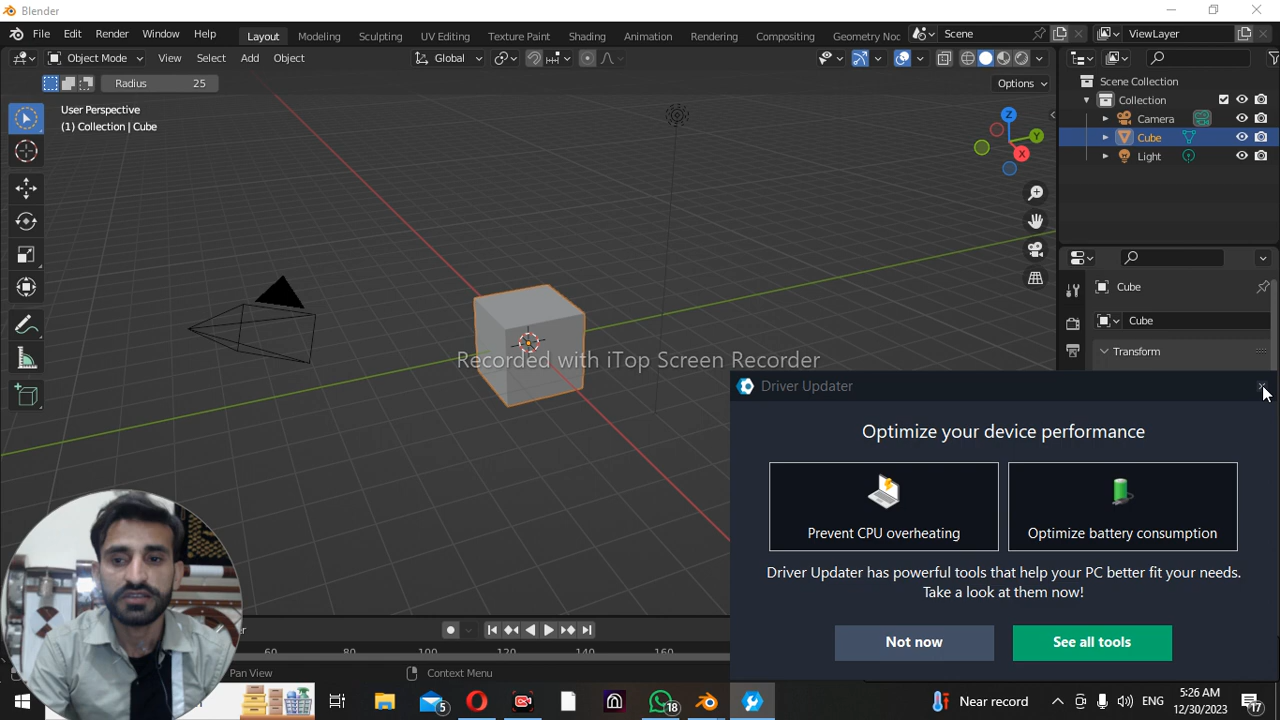 Blender
File Edit Render Window Help Layout Modeling Sculpting UV Editing Texture Paint Shading Animation Rendering Compositing Geometry Noc Scene ViewLayer
Object Mode View Select Add Object Global
Radius 25 Options
User Perspective
(1) Collection | Cube
Z
Y
X
Scene Collection
Collection
Camera
Cube
Light
Cube
Cube
Transform
Recorded with iTop Screen Recorder
Driver Updater
Optimize your device performance
Prevent CPU overheating
Optimize battery consumption
Driver Updater has powerful tools that help your PC better fit your needs.
Take a look at them now!
Not now See all tools
60 80 100 120 140 160
Pan View Context Menu
5 18 Near record ENG 5:26 AM
12/30/2023 17